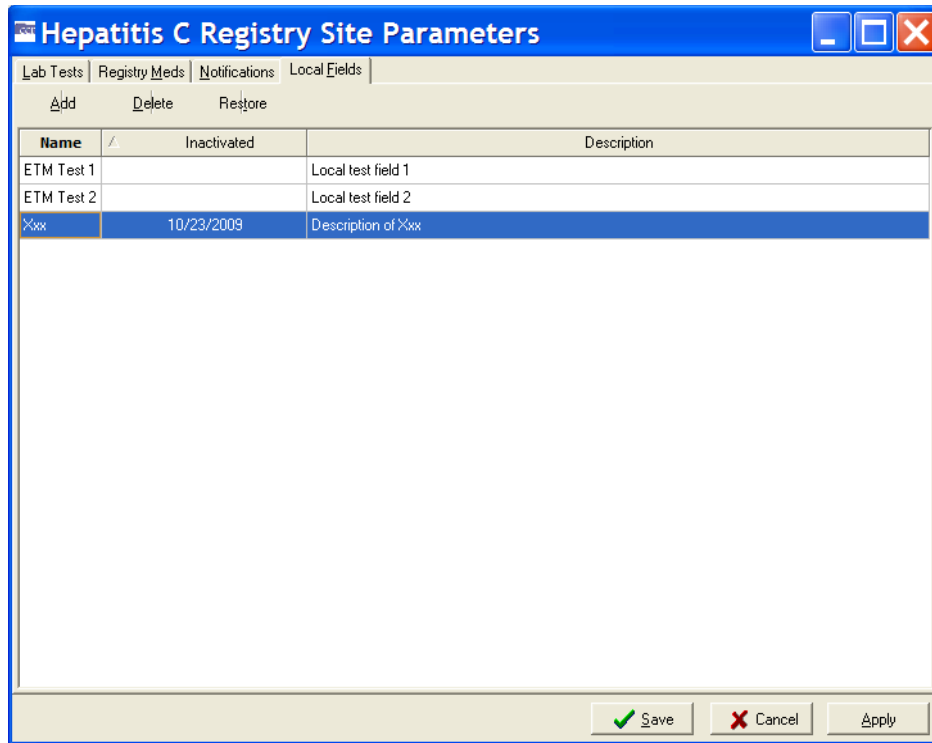 Hepatitis C Registry Site Parameters
Lab Tests Registry Meds Notifications Local Fields
Add Delete Restore
Name Inactivated Description
ETM Test 1 Local test field 1
ETM Test 2 Local test field 2
Xxx 10/23/2009 Description of Xxx
Save Cancel Apply